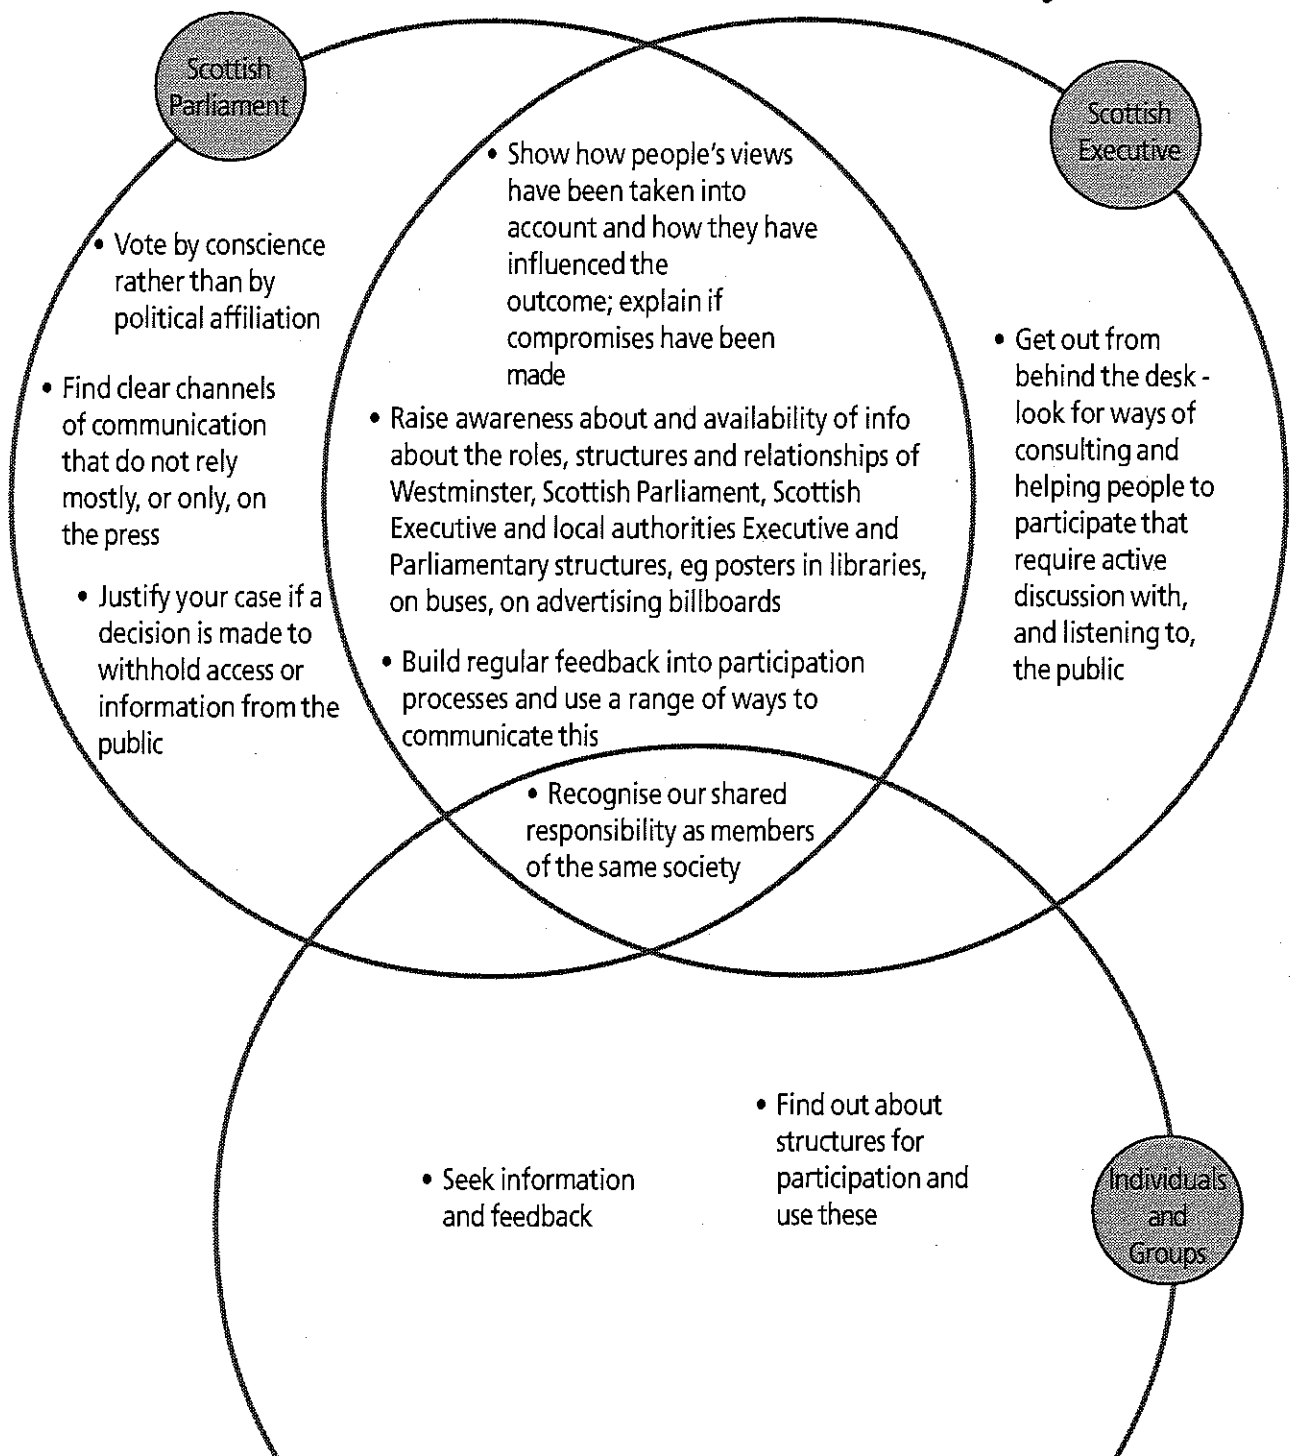 Scottish
Parliament
Scottish
Executive
• Show how people's views
have been taken into
account and how they have
influenced the
outcome; explain if
compromises have been
made
• Vote by conscience
rather than by
political affiliation
• Find clear channels
of communication
that do not rely
mostly, or only, on
the press
• Justify your case if a
decision is made to
withhold access or
information from the
public
• Raise awareness about and availability of info
about the roles, structures and relationships of
Westminster, Scottish Parliament, Scottish
Executive and local authorities Executive and
Parliamentary structures, eg posters in libraries,
on buses, on advertising billboards
• Build regular feedback into participation
processes and use a range of ways to
communicate this
• Get out from
behind the desk -
look for ways of
consulting and
helping people to
participate that
require active
discussion with,
and listening to,
the public
• Recognise our shared
responsibility as members
of the same society
• Seek information
and feedback
• Find out about
structures for
participation and
use these
Individuals
and
Groups